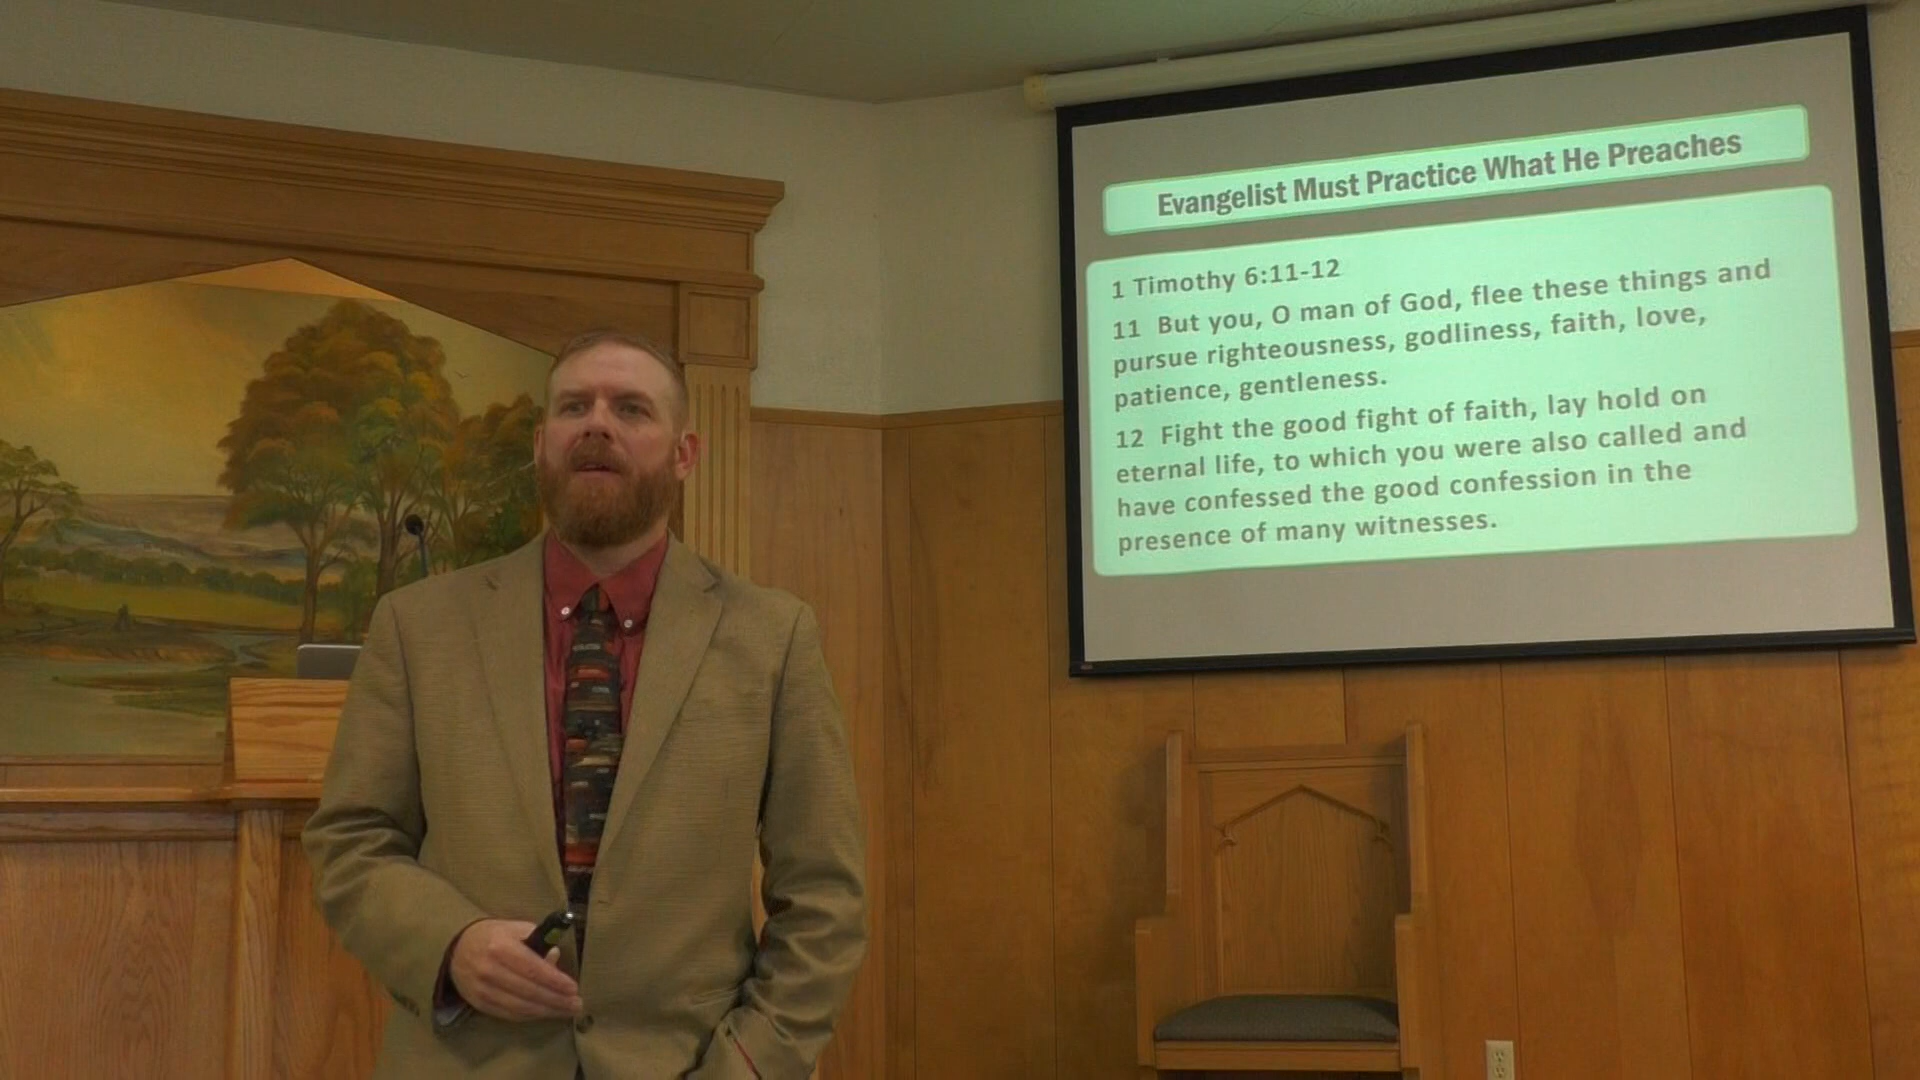 Evangelist Must Practice What He Preaches
1 Timothy 6:11-12
11 But you, O man of God, flee these things and
pursue righteousness, godliness, faith, love,
patience, gentleness.
12 Fight the good fight of faith, lay hold on
eternal life, to which you were also called and
have confessed the good confession in the
presence of many witnesses.